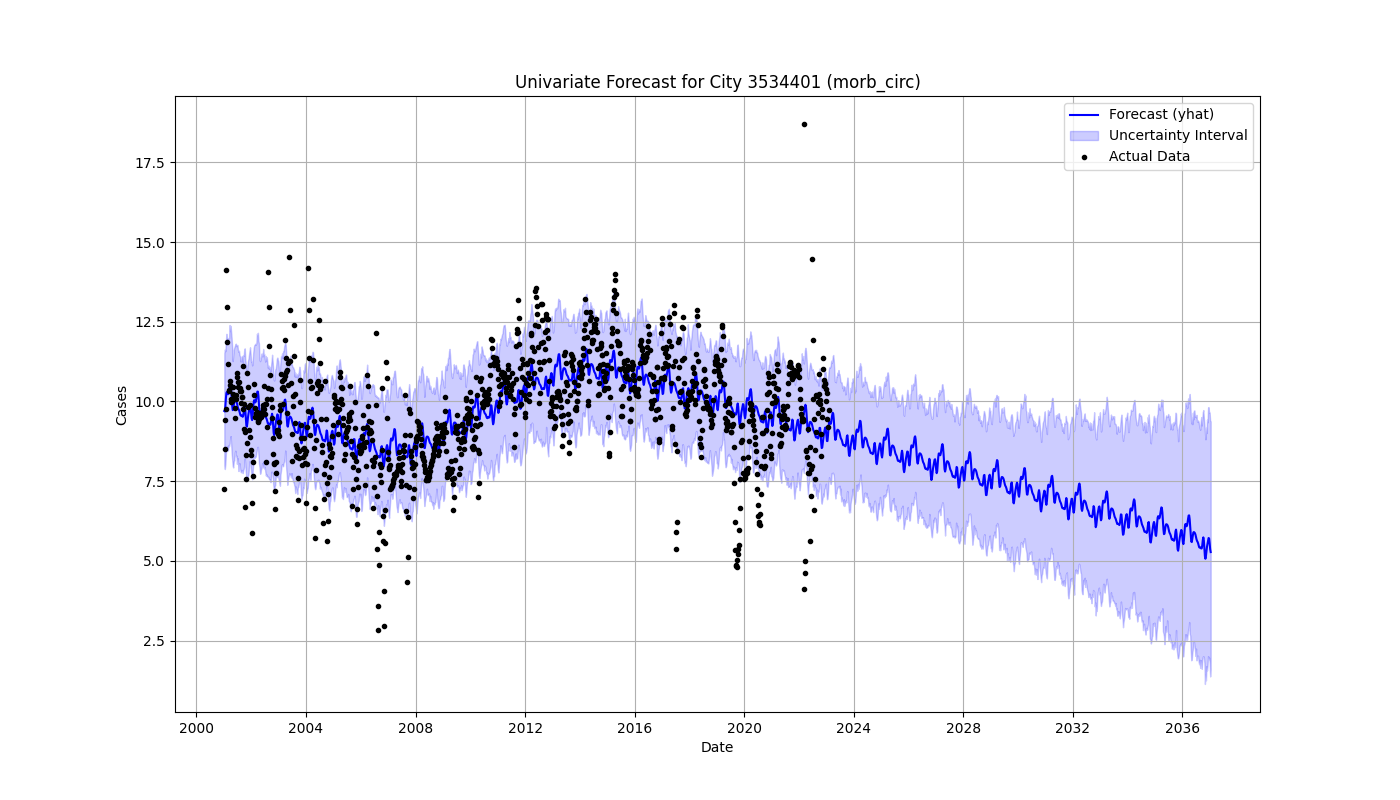 Univariate Forecast for City 3534401 (morb_circ)
Forecast (yhat)
Uncertainty Interval
Actual Data
17.5
15.0
12.5
10.0
7.5
5.0
2.5
Cases
2000 2004 2008 2012 2016 2020 2024 2028 2032 2036
Date